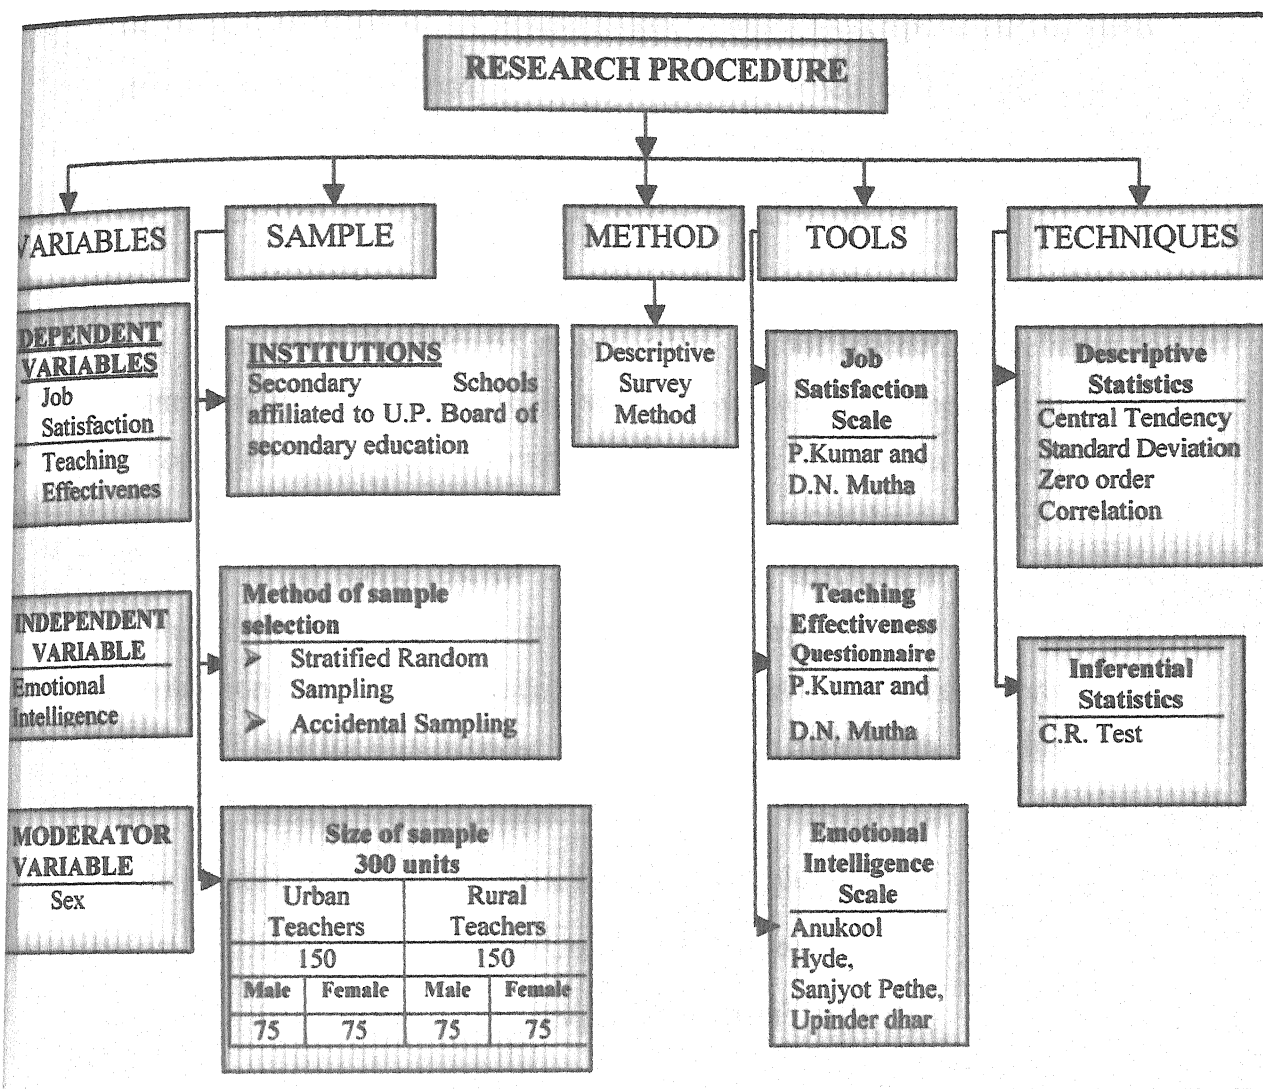 RESEARCH PROCEDURE
VARIABLES
SAMPLE
METHOD
TOOLS
TECHNIQUES
DEPENDENT
VARIABLES
Job
Satisfaction
Teaching
Effectivenes
INDEPENDENT
VARIABLE
Emotional
Intelligence
MODERATOR
VARIABLE
Sex
INSTITUTIONS
Secondary Schools
affiliated to U.P. Board of
secondary education
Method of sample
selection
➢ Stratified Random
Sampling
➢ Accidental Sampling
Size of sample
300 units
Urban Rural
Teachers Teachers
150 150
Male Female Male Female
75 75 75 75
Descriptive
Survey
Method
Job
Satisfaction
Scale
P.Kumar and
D.N. Mutha
Teaching
Effectiveness
Questionnaire
P.Kumar and
D.N. Mutha
Emotional
Intelligence
Scale
Anukool
Hyde,
Sanjyot Pethe,
Upinder dhar
Descriptive
Statistics
Central Tendency
Standard Deviation
Zero order
Correlation
Inferential
Statistics
C.R. Test